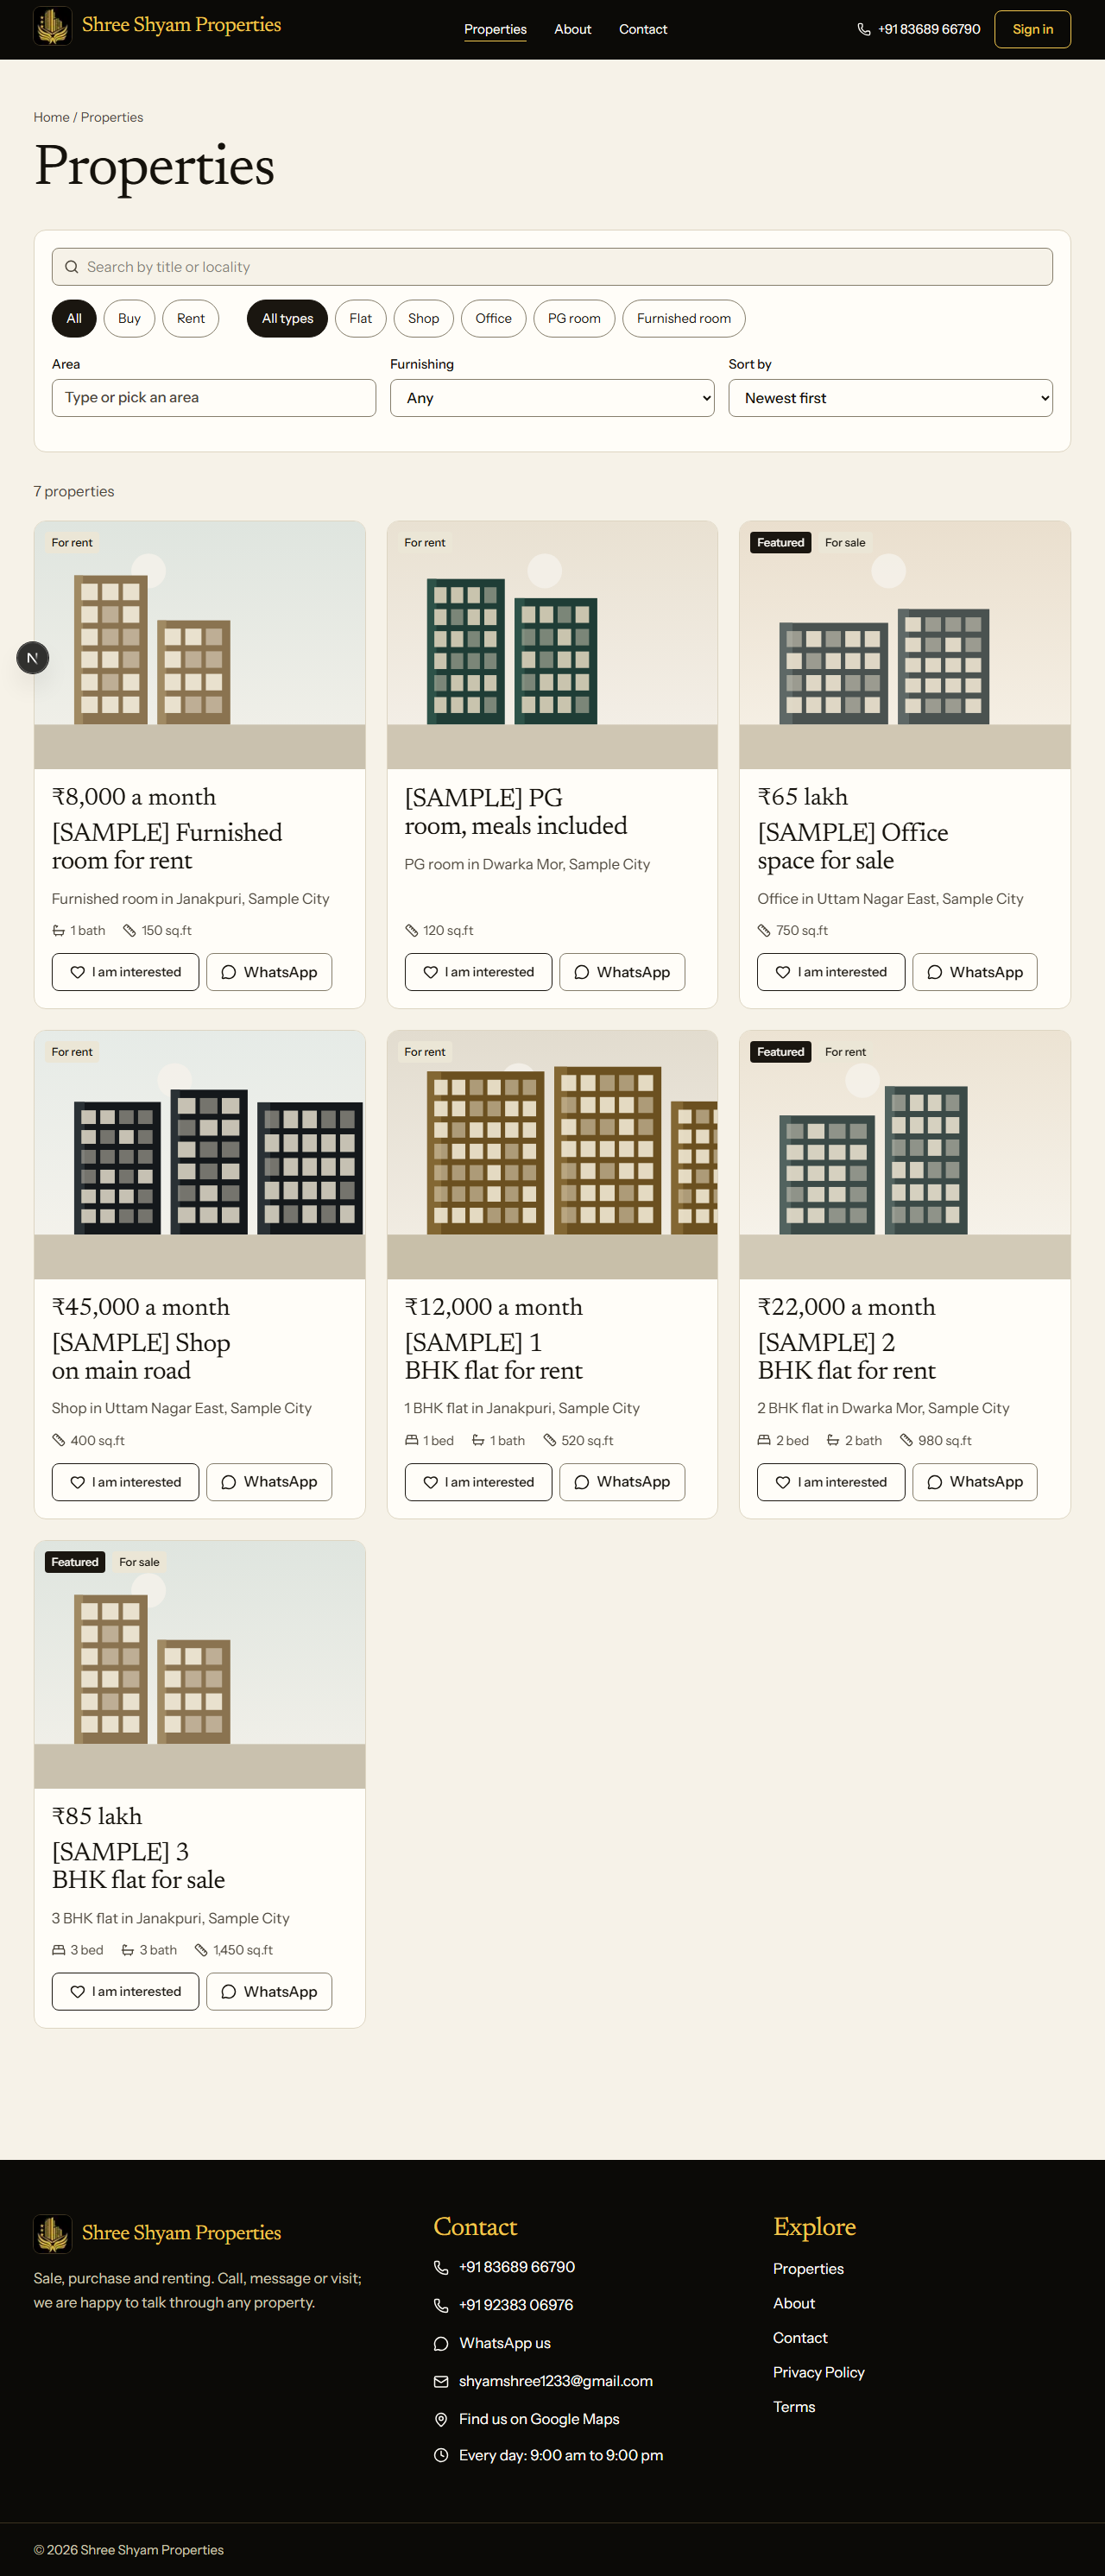 Shree Shyam Properties
Properties
About
Contact
+91 83689 66790
Sign in
Home / Properties
Properties
Search by title or locality
All
Buy
Rent
All types
Flat
Shop
Office
PG room
Furnished room
Area
Furnishing
Sort by
Type or pick an area
Any
Newest first
7 properties
For rent
₹8,000 a month
[SAMPLE] Furnished
room for rent
Furnished room in Janakpuri, Sample City
1 bath
150 sq.ft
I am interested
WhatsApp
For rent
[SAMPLE] PG
room, meals included
PG room in Dwarka Mor, Sample City
120 sq.ft
I am interested
WhatsApp
Featured
For sale
₹65 lakh
[SAMPLE] Office
space for sale
Office in Uttam Nagar East, Sample City
750 sq.ft
I am interested
WhatsApp
N
For rent
₹45,000 a month
[SAMPLE] Shop
on main road
Shop in Uttam Nagar East, Sample City
400 sq.ft
I am interested
WhatsApp
For rent
₹12,000 a month
[SAMPLE] 1
BHK flat for rent
1 BHK flat in Janakpuri, Sample City
1 bed
1 bath
520 sq.ft
I am interested
WhatsApp
Featured
For rent
₹22,000 a month
[SAMPLE] 2
BHK flat for rent
2 BHK flat in Dwarka Mor, Sample City
2 bed
2 bath
980 sq.ft
I am interested
WhatsApp
Featured
For sale
₹85 lakh
[SAMPLE] 3
BHK flat for sale
3 BHK flat in Janakpuri, Sample City
3 bed
3 bath
1,450 sq.ft
I am interested
WhatsApp
Shree Shyam Properties
Sale, purchase and renting. Call, message or visit;
we are happy to talk through any property.
Contact
+91 83689 66790
+91 92383 06976
WhatsApp us
shyamshree1233@gmail.com
Find us on Google Maps
Every day: 9:00 am to 9:00 pm
Explore
Properties
About
Contact
Privacy Policy
Terms
© 2026 Shree Shyam Properties